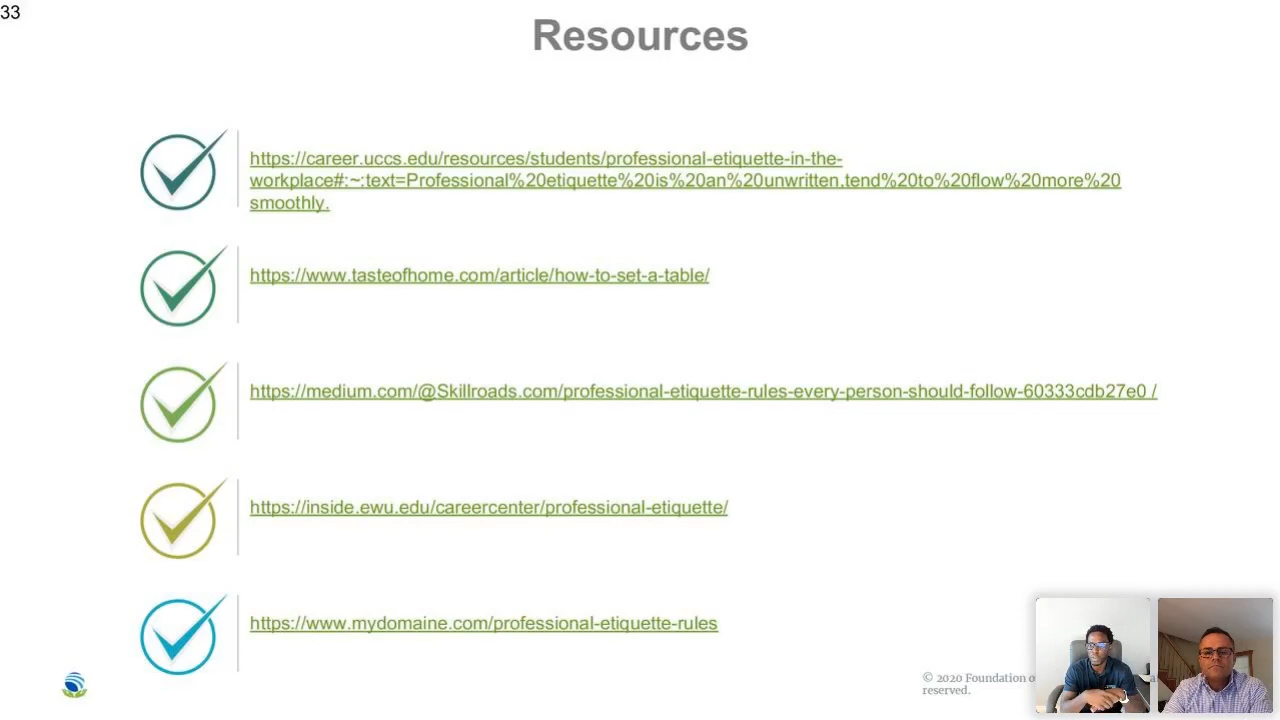 33
Resources
https://career.uccs.edu/resources/students/professional-etiquette-in-the-
workplace#:~:text=Professional%20etiquette%20is%20an%20unwritten,tend%20to%20flow%20more%20
smoothly.
https://www.tasteofhome.com/article/how-to-set-a-table/
https://medium.com/@Skillroads.com/professional-etiquette-rules-every-person-should-follow-60333cdb27e0 /
https://inside.ewu.edu/careercenter/professional-etiquette/
https://www.mydomaine.com/professional-etiquette-rules
© 2020 Foundation
reserved.